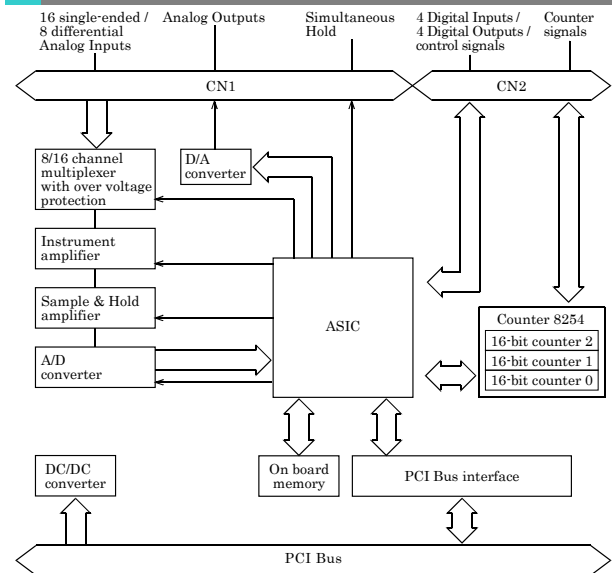 16 single-ended /
8 differential
Analog Inputs
Analog Outputs
Simultaneous
Hold
4 Digital Inputs /
4 Digital Outputs /
control signals
Counter
signals
CN1
CN2
8/16 channel
multiplexer
with over voltage
protection
D/A
converter
Instrument
amplifier
Sample & Hold
amplifier
A/D
converter
ASIC
Counter 8254
16-bit counter 2
16-bit counter 1
16-bit counter 0
DC/DC
converter
On board
memory
PCI Bus interface
PCI Bus